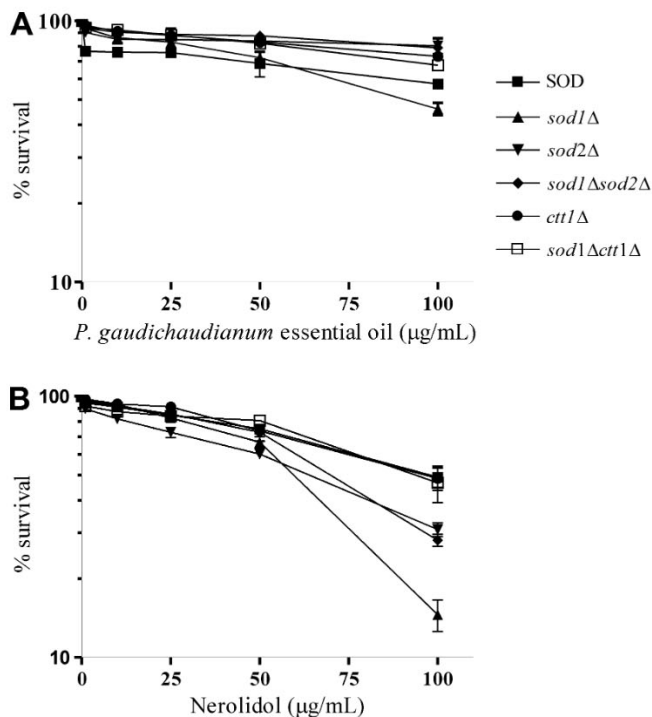 A
100
10
% survival
0 25 50 75 100
P. gaudichaudianum essential oil (µg/mL)
SOD
sod1Δ
sod2Δ
sod1Δsod2Δ
ctt1Δ
sod1Δctt1Δ
B
100
10
% survival
0 25 50 75 100
Nerolidol (µg/mL)